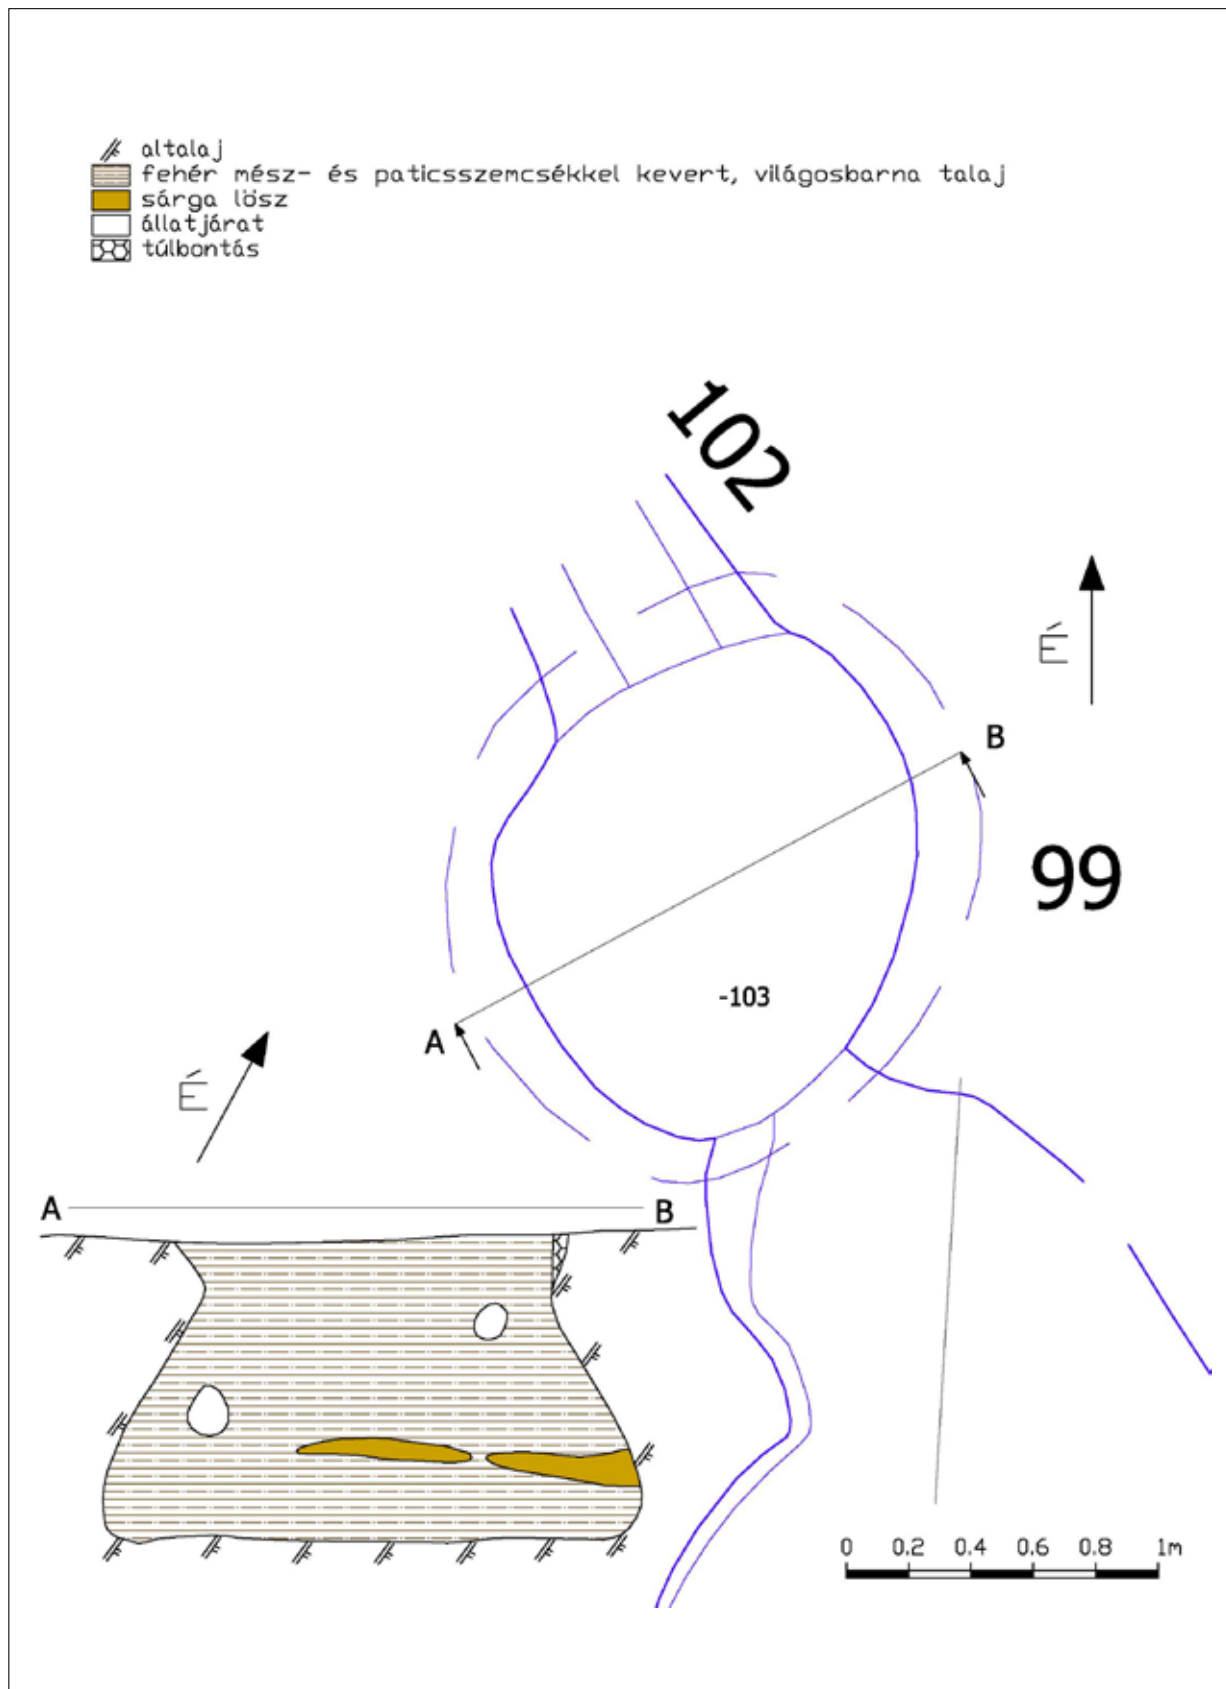 altalaj
fehér mész- és paticsszemcsékkel kevert, világosbarna talaj
sárga lösz
állatjárat
túlbontás
102
É
B
99
-103
A
É
A B
0 0.2 0.4 0.6 0.8 1m